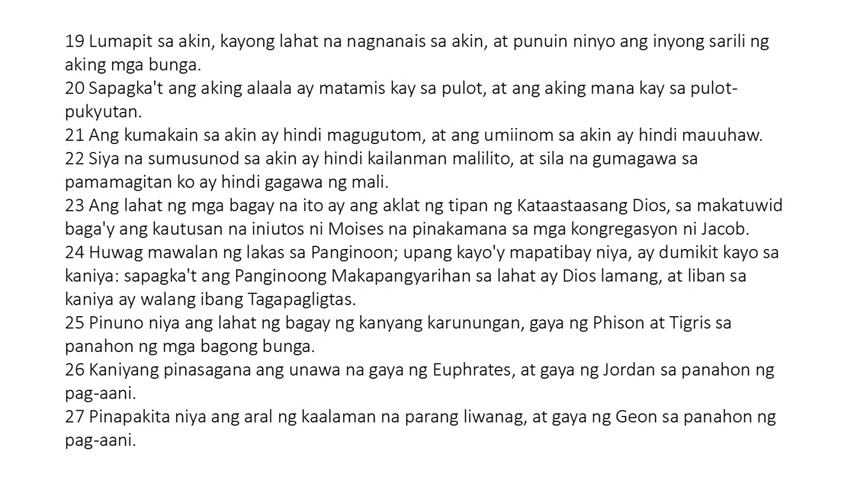 19 Lumapit sa akin, kayong lahat na nagnanais sa akin, at punuin ninyo ang inyong sarili ng
aking mga bunga.
20 Sapagka't ang aking alaala ay matamis kay sa pulot, at ang aking mana kay sa pulot-
pukyutan.
21 Ang kumakain sa akin ay hindi magugutom, at ang umiinom sa akin ay hindi mauuhaw.
22 Siya na sumusunod sa akin ay hindi kailanman malilito, at sila na gumagawa sa
pamamagitan ko ay hindi gagawa ng mali.
23 Ang lahat ng mga bagay na ito ay ang aklat ng tipan ng Kataastaasang Dios, sa makatuwid
baga'y ang kautusan na iniutos ni Moises na pinakamana sa mga kongregasyon ni Jacob.
24 Huwag mawalan ng lakas sa Panginoon; upang kayo'y mapatibay niya, ay dumikit kayo sa
kaniya: sapagka't ang Panginoong Makapangyarihan sa lahat ay Dios lamang, at liban sa
kaniya ay walang ibang Tagapagligtas.
25 Pinuno niya ang lahat ng bagay ng kanyang karunungan, gaya ng Phison at Tigris sa
panahon ng mga bagong bunga.
26 Kaniyang pinasagana ang unawa na gaya ng Euphrates, at gaya ng Jordan sa panahon ng
pag-aani.
27 Pinapakita niya ang aral ng kaalaman na parang liwanag, at gaya ng Geon sa panahon ng
pag-aani.